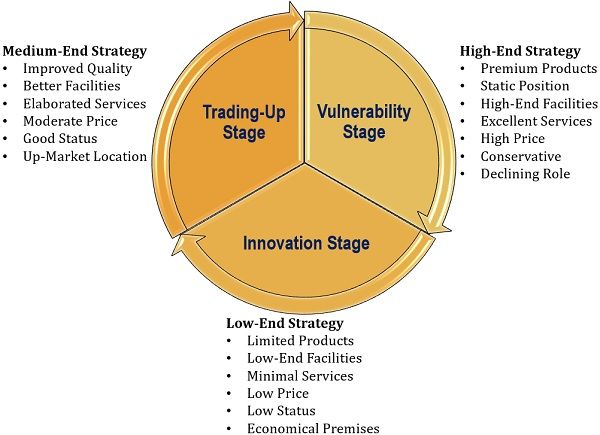 Medium-End Strategy
• Improved Quality
• Better Facilities
• Elaborated Services
• Moderate Price
• Good Status
• Up-Market Location
Trading-Up
Stage
Vulnerability
Stage
High-End Strategy
• Premium Products
• Static Position
• High-End Facilities
• Excellent Services
• High Price
• Conservative
• Declining Role
Innovation Stage
Low-End Strategy
• Limited Products
• Low-End Facilities
• Minimal Services
• Low Price
• Low Status
• Economical Premises